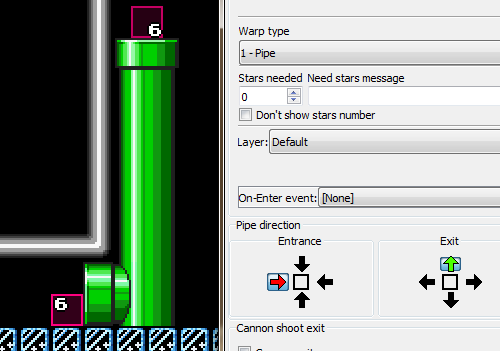 6
Warp type
1 - Pipe
Stars needed Need stars message
0
Don't show stars number
Layer: Default
On-Enter event: [None]
Pipe direction
Entrance Exit
6
Cannon shoot exit